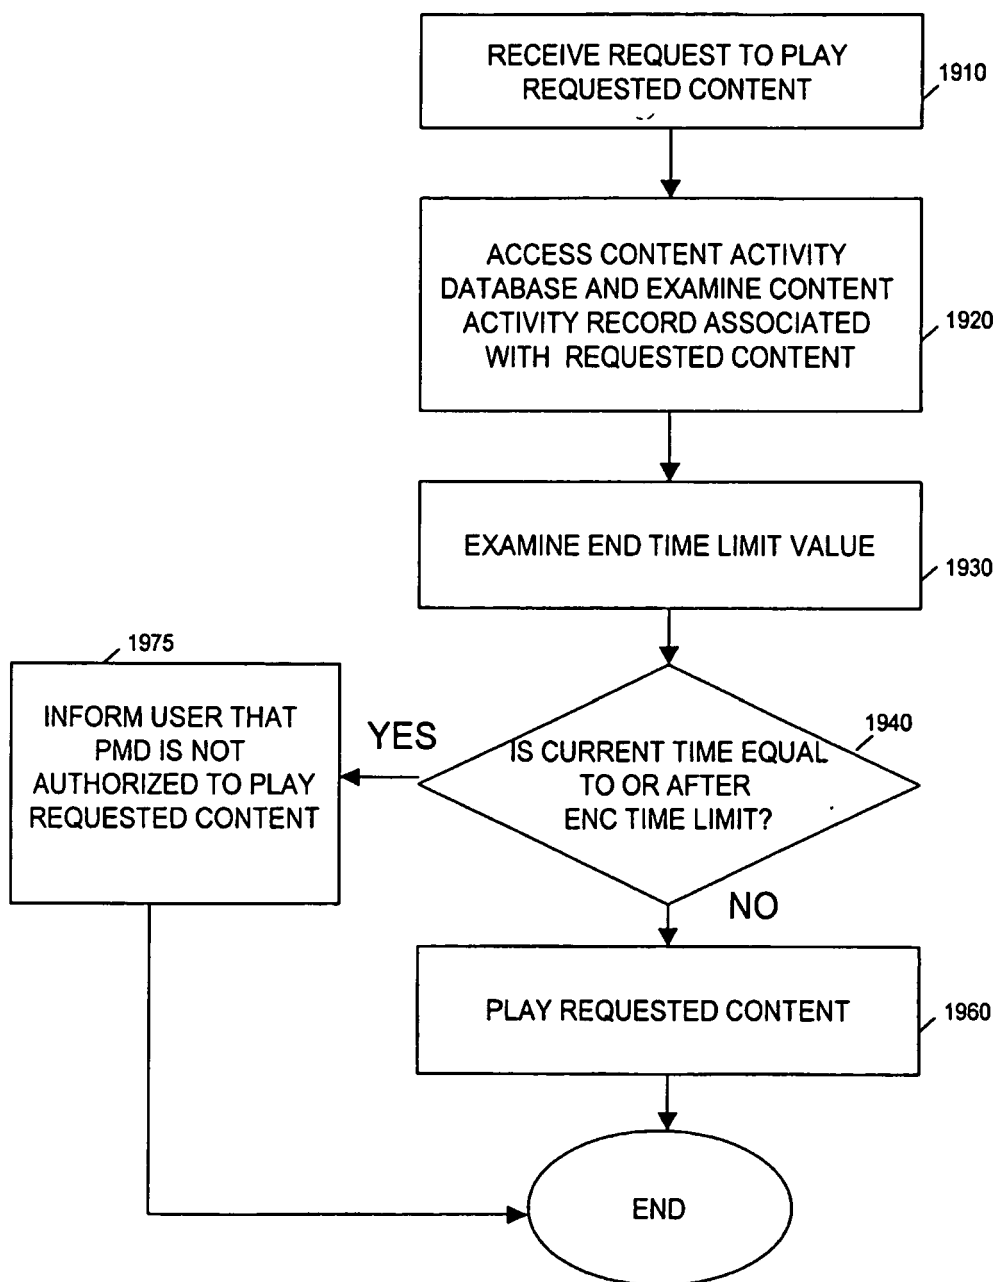 RECEIVE REQUEST TO PLAY
REQUESTED CONTENT
1910
ACCESS CONTENT ACTIVITY
DATABASE AND EXAMINE CONTENT
ACTIVITY RECORD ASSOCIATED
WITH REQUESTED CONTENT
1920
EXAMINE END TIME LIMIT VALUE
1930
1975
INFORM USER THAT
PMD IS NOT
AUTHORIZED TO PLAY
REQUESTED CONTENT
YES
1940
IS CURRENT TIME EQUAL
TO OR AFTER
ENC TIME LIMIT?
NO
PLAY REQUESTED CONTENT
1960
END